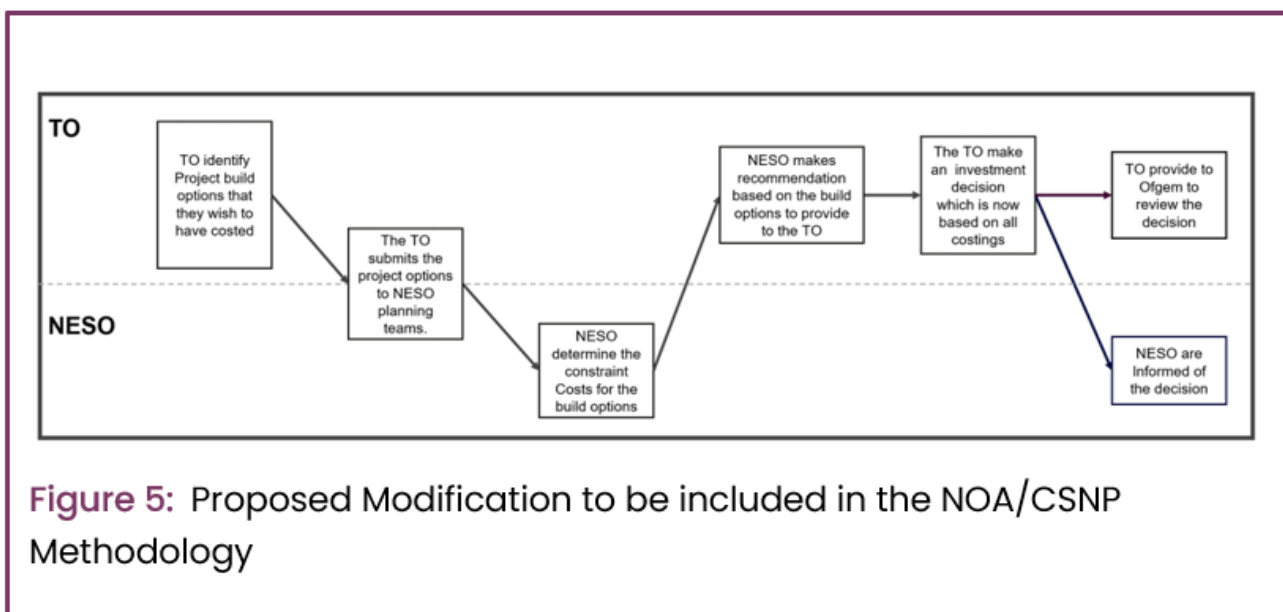 TO
TO identify
Project build
options that
they wish to
have costed
The TO
submits the
project options
to NESO
planning
teams.
NESO
NESO
determine the
constraint
Costs for the
build options
NESO makes
recommendation
based on the build
options to provide
to the TO
The TO make
an investment
decision
which is now
based on all
costings
TO provide to
Ofgem to
review the
decision
NESO are
Informed of
the decision
Figure 5: Proposed Modification to be included in the NOA/CSNP
Methodology